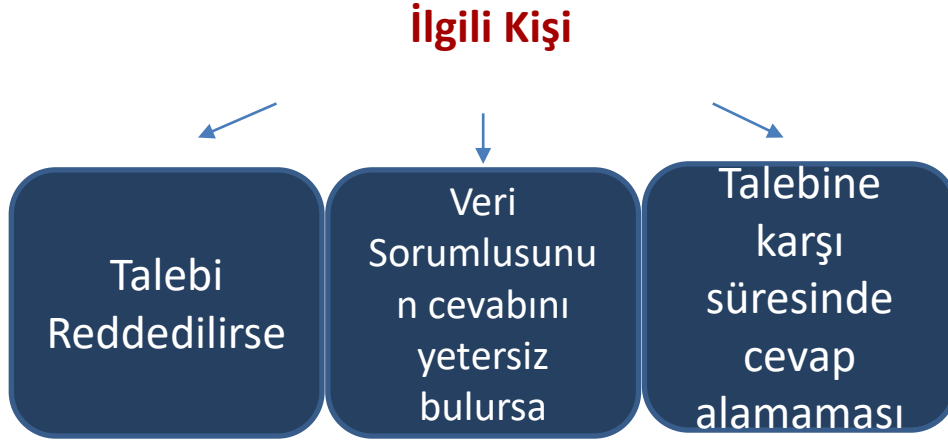 İlgili Kişi
Talebi
Reddedilirse
Veri
Sorumlusunu
n cevabını
yetersiz
bulursa
Talebine
karşı
süresinde
cevap
alamaması